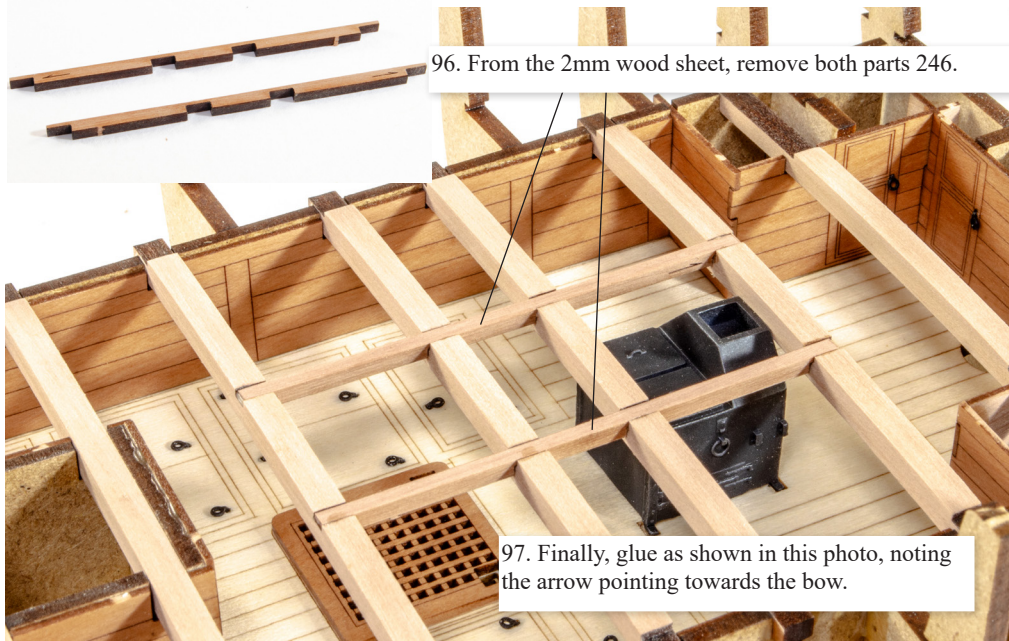 96. From the 2mm wood sheet, remove both parts 246.
97. Finally, glue as shown in this photo, noting
the arrow pointing towards the bow.